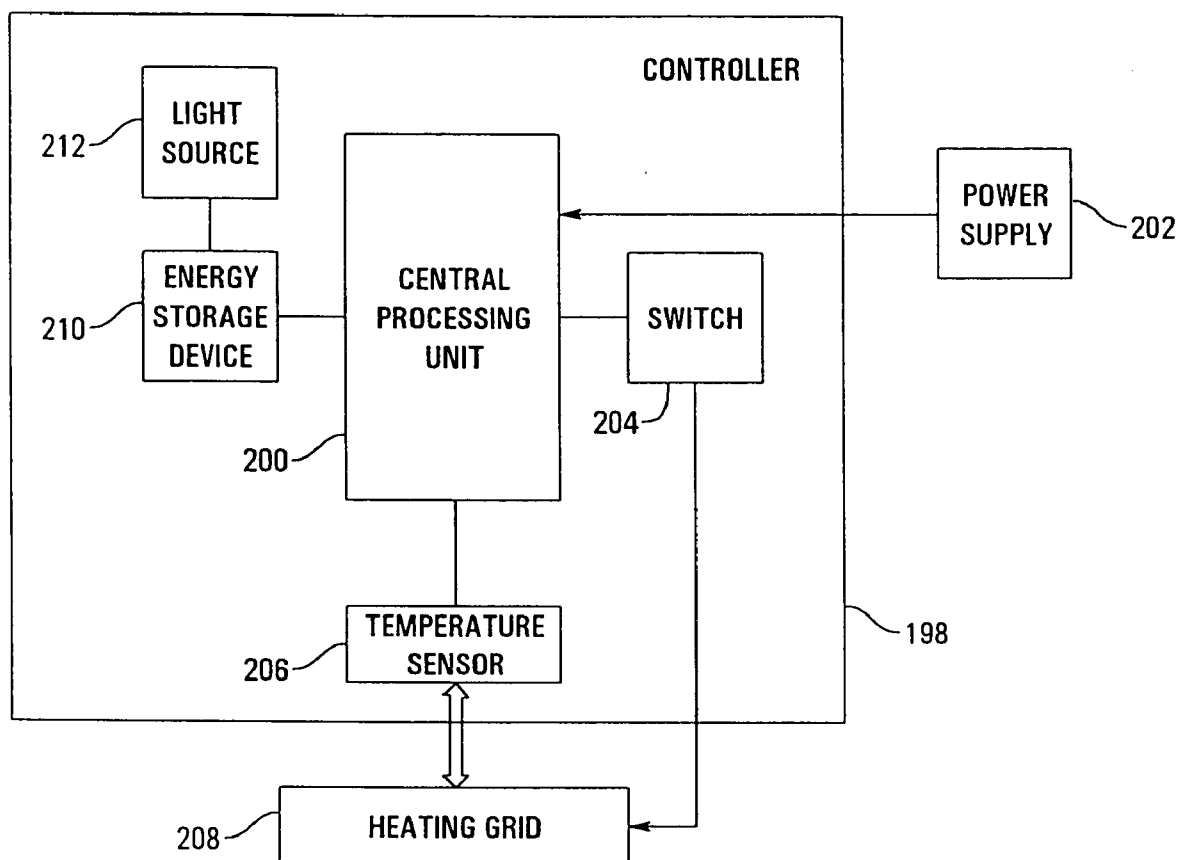 CONTROLLER
LIGHT
SOURCE
212
POWER
SUPPLY
202
ENERGY
STORAGE
DEVICE
210
CENTRAL
PROCESSING
UNIT
200
SWITCH
204
TEMPERATURE
SENSOR
206
198
HEATING GRID
208